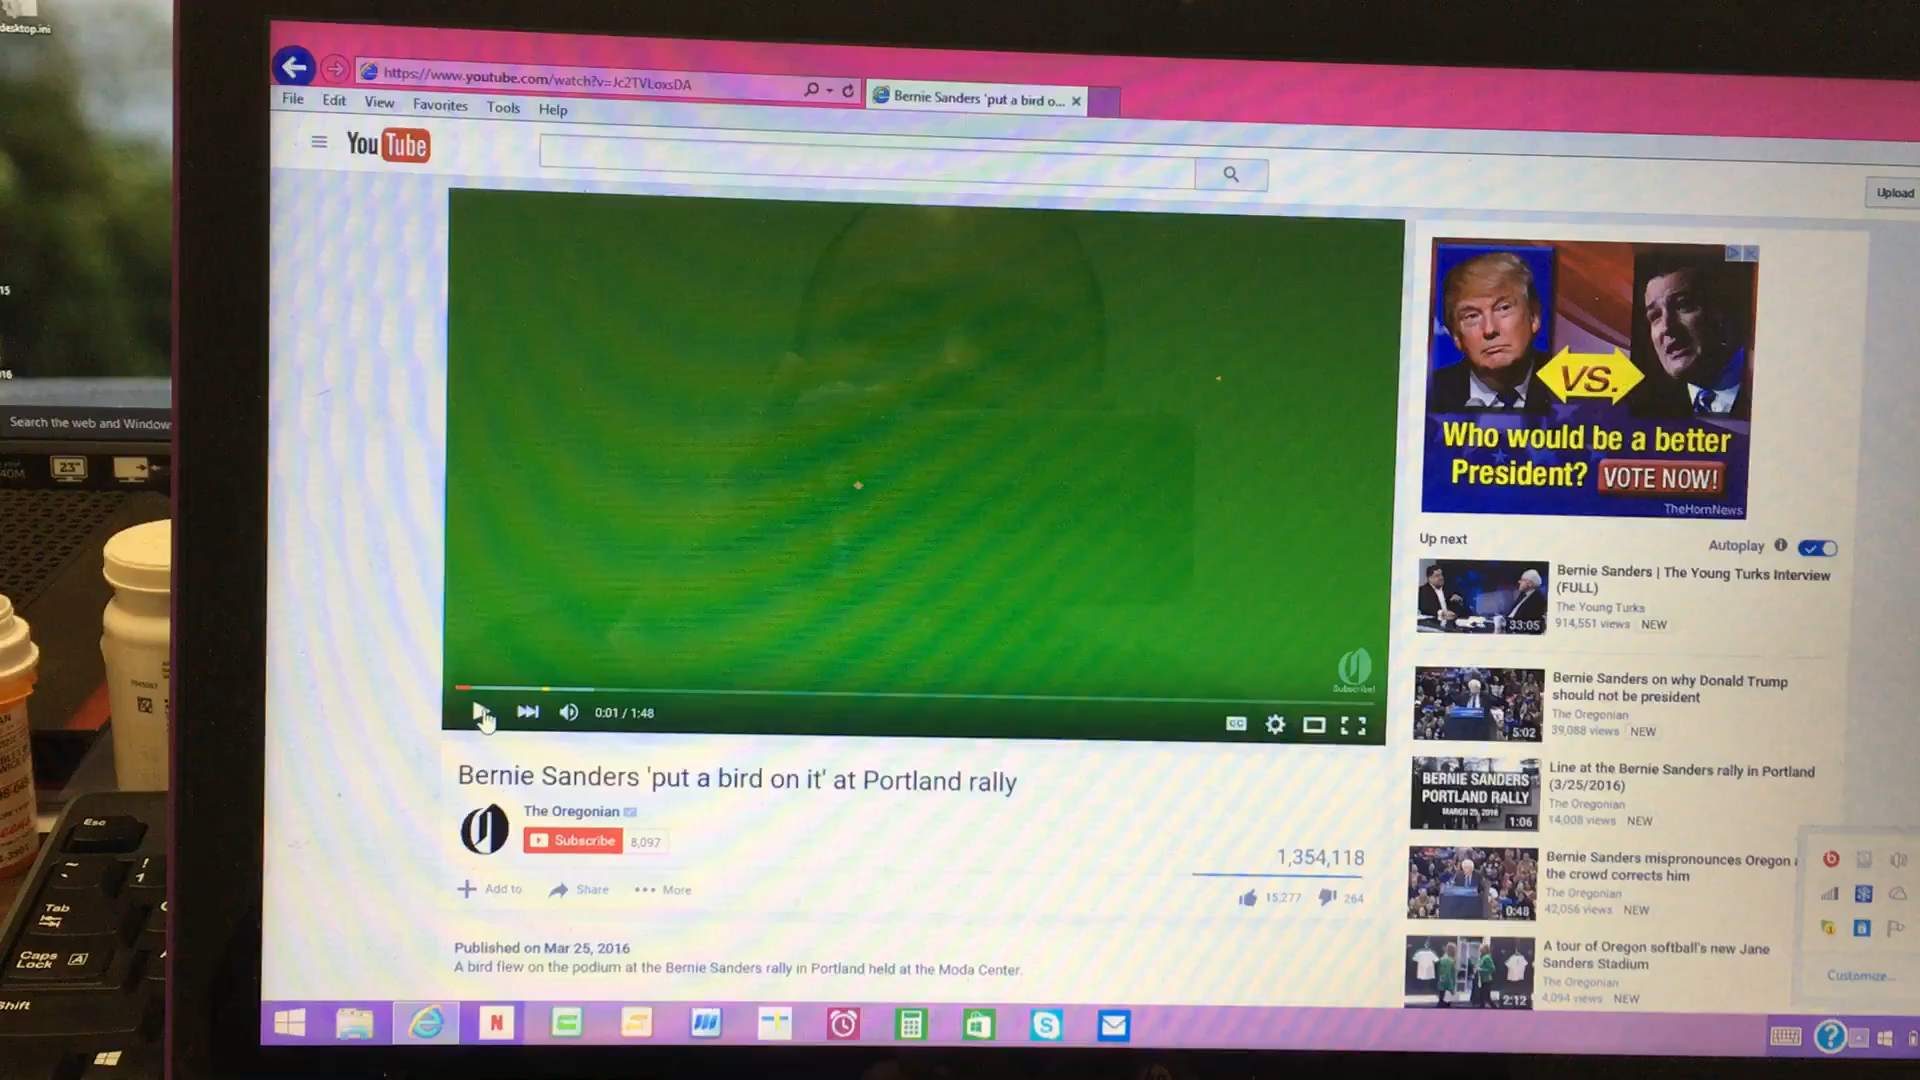 desktop.ini
https://www.youtube.com/watch?v=Jc2TVLoxsDA
Bernie Sanders 'put a bird o...
File Edit View Favorites Tools Help
YouTube
Upload
VS.
Who would be a better
President? VOTE NOW!
TheHornNews
15
16
Search the web and Window
23"
Up next
Autoplay
Bernie Sanders | The Young Turks Interview
(FULL)
The Young Turks
914,551 views NEW
33:05
Bernie Sanders on why Donald Trump
should not be president
The Oregonian
39,088 views NEW
5:02
Line at the Bernie Sanders rally in Portland
(3/25/2016)
The Oregonian
14,008 views NEW
BERNIE SANDERS
PORTLAND RALLY
MARCH 25, 2016
1:06
Bernie Sanders mispronounces Oregon
the crowd corrects him
The Oregonian
42,056 views NEW
0:48
A tour of Oregon softball's new Jane
Sanders Stadium
The Oregonian
4,094 views NEW
2:12
Subscribe!
0:01 / 1:48
CC
Bernie Sanders 'put a bird on it' at Portland rally
The Oregonian
Subscribe 8,097
1,354,118
Add to Share More
15,277 264
Published on Mar 25, 2016
A bird flew on the podium at the Bernie Sanders rally in Portland held at the Moda Center.
Customize...
Esc
Tab
Caps
Lock
Shift